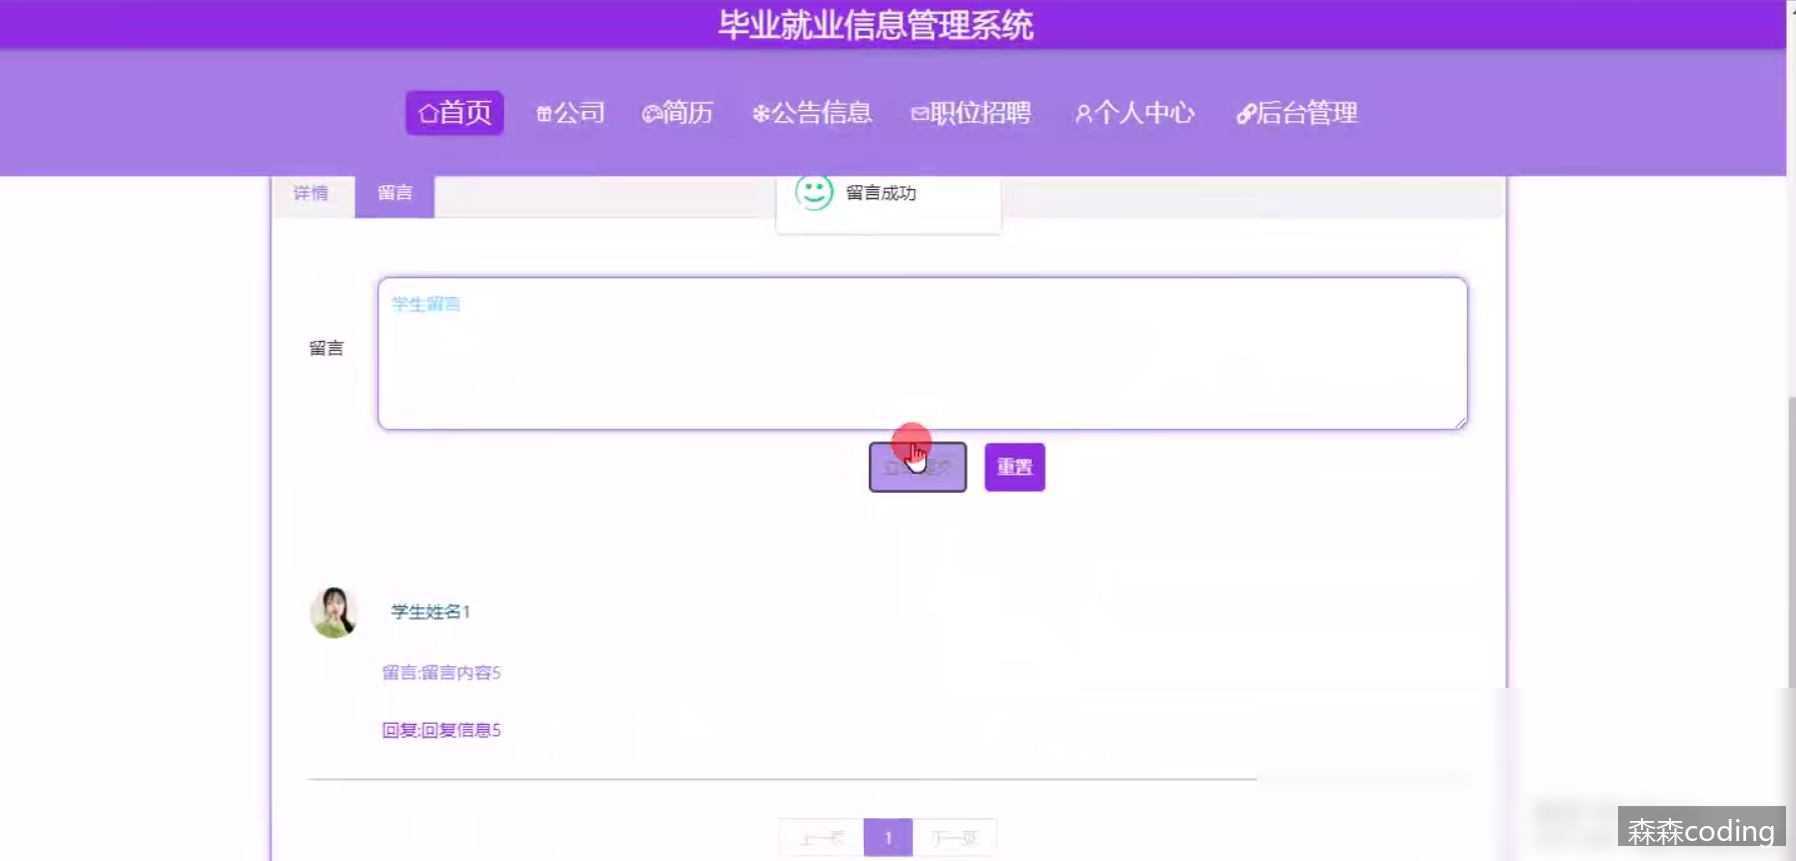 毕业就业信息管理系统
首页 公司 简历 公告信息 职位招聘 个人中心 后台管理
详情 留言 留言成功
学生留言
留言
重置
学生姓名1
留言:留言内容5
回复:回复信息5
上一页 1 下一页
森森coding